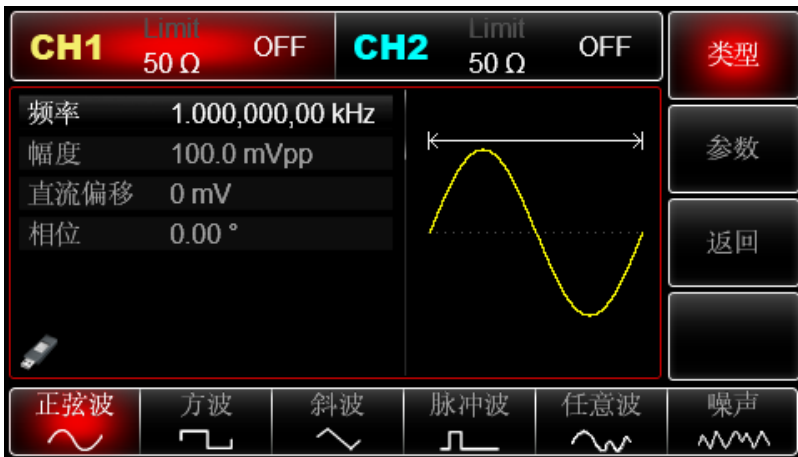 CH1 Limit 50 Ω OFF CH2 Limit 50 Ω OFF 类型
频率 1.000,000,00 kHz
幅度 100.0 mVpp 参数
直流偏移 0 mV
相位 0.00 ° 返回
正弦波 方波 斜波 脉冲波 任意波 噪声